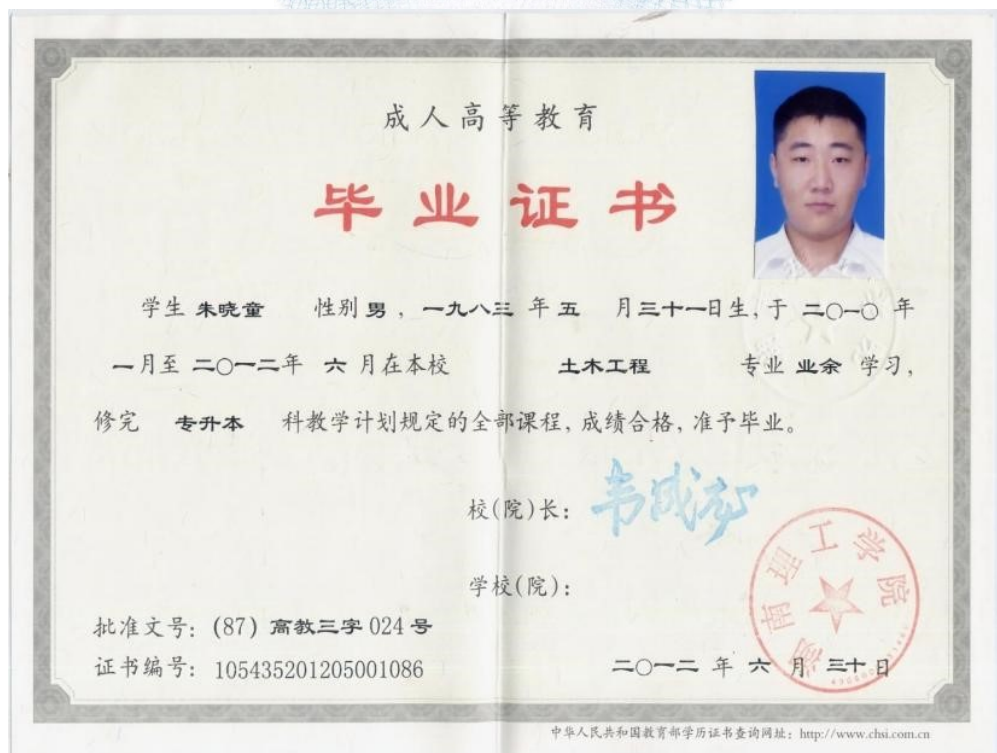 成人高等教育
毕业证书
学生 朱晓童 性别 男 ，一九八三 年 五 月三十一日生，于 二〇一〇 年
一月至 二〇一二年 六 月在本校 土木工程 专业 业余 学习，
修完 专升本 科教学计划规定的全部课程，成绩合格，准予毕业。
校(院)长：
学校(院)：
湖南理工学院
批准文号：(87) 高教三字 024 号
证书编号：105435201205001086
二〇一二 年 六 月 三十 日
中华人民共和国教育部学历证书查询网址：http://www.chsi.com.cn